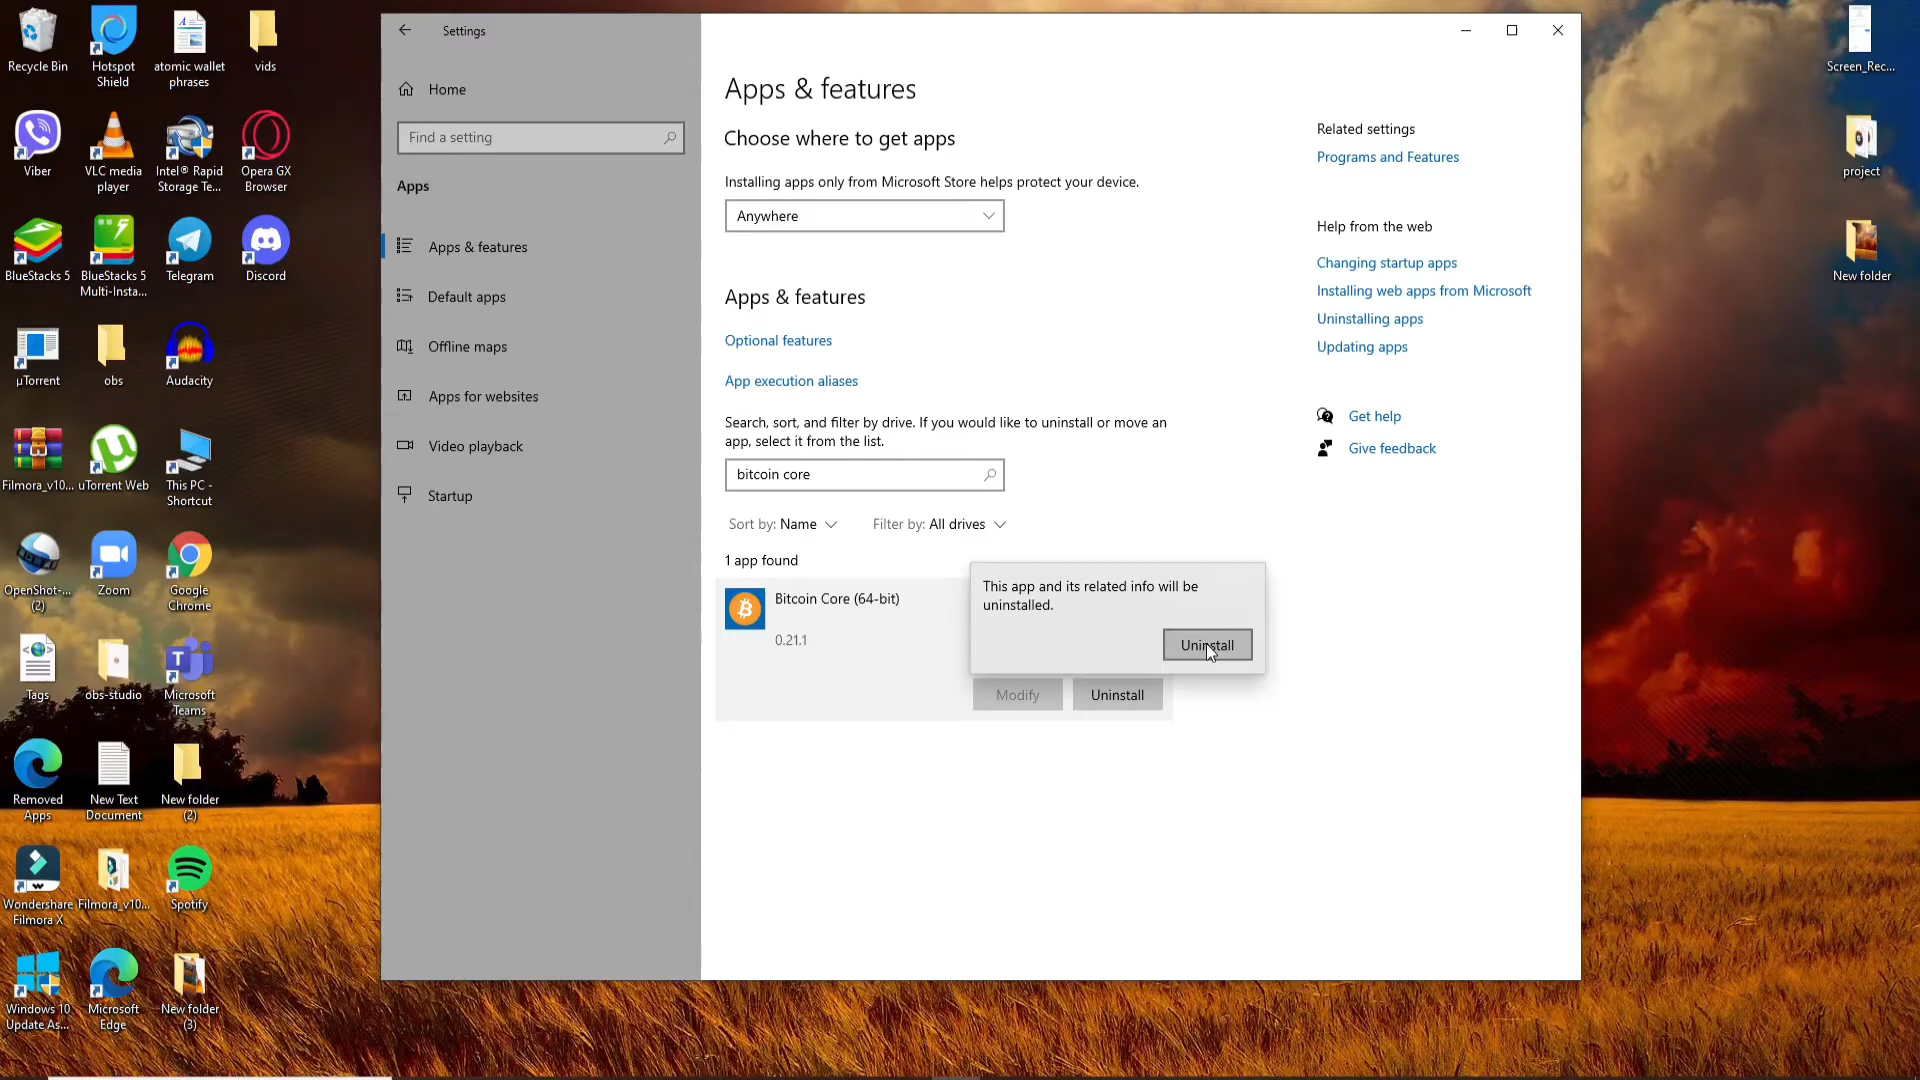 Recycle Bin
Hotspot
Shield
atomic wallet
phrases
vids
Viber
VLC media
player
Intel® Rapid
Storage Te...
Opera GX
Browser
BlueStacks 5
BlueStacks 5
Multi-Insta...
Telegram
Discord
µTorrent
obs
Audacity
Filmora_v10...
uTorrent Web
This PC -
Shortcut
OpenShot-...
(2)
Zoom
Google
Chrome
Tags
obs-studio
Microsoft
Teams
Removed
Apps
New Text
Document
New folder
(2)
Wondershare
Filmora X
Filmora_v10...
Spotify
Windows 10
Update As...
Microsoft
Edge
New folder
(3)
Settings
Home
Find a setting
Apps
Apps & features
Default apps
Offline maps
Apps for websites
Video playback
Startup
Apps & features
Choose where to get apps
Installing apps only from Microsoft Store helps protect your device.
Anywhere
Apps & features
Optional features
App execution aliases
Search, sort, and filter by drive. If you would like to uninstall or move an
app, select it from the list.
bitcoin core
Sort by: Name
Filter by: All drives
1 app found
Bitcoin Core (64-bit)
0.21.1
This app and its related info will be
uninstalled.
Uninstall
Modify
Uninstall
Related settings
Programs and Features
Help from the web
Changing startup apps
Installing web apps from Microsoft
Uninstalling apps
Updating apps
Get help
Give feedback
Screen_Rec...
project
New folder